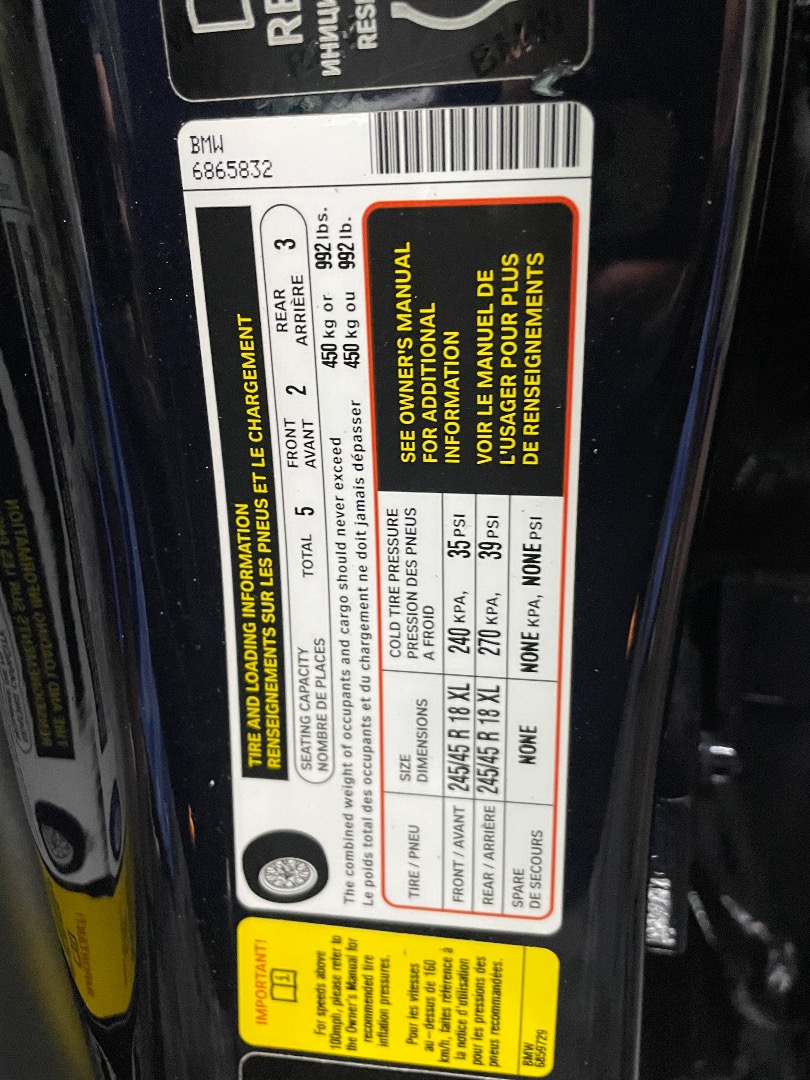 RE
ИНИЦИ
RESE
BMW
6865832
TIRE AND LOADING INFORMATION
RENSEIGNEMENTS SUR LES PNEUS ET LE CHARGEMENT
SEATING CAPACITY
NOMBRE DE PLACES
TOTAL 5
FRONT
AVANT 2
REAR
ARRIÈRE 3
The combined weight of occupants and cargo should never exceed 450 kg or 992 lbs.
Le poids total des occupants et du chargement ne doit jamais dépasser 450 kg ou 992 lb.
TIRE / PNEU
SIZE
DIMENSIONS
COLD TIRE PRESSURE
PRESSION DES PNEUS
A FROID
FRONT / AVANT 245/45 R 18 XL 240 KPA, 35 PSI
REAR / ARRIÈRE 245/45 R 18 XL 270 KPA, 39 PSI
SPARE
DE SECOURS
NONE NONE KPA, NONE PSI
SEE OWNER'S MANUAL
FOR ADDITIONAL
INFORMATION
VOIR LE MANUEL DE
L'USAGER POUR PLUS
DE RENSEIGNEMENTS
IMPORTANT!
For speeds above
100mph, please refer to
the Owner's Manual for
recommended tire
inflation pressures.
Pour les vitesses
au-dessus de 160
km/h, faites référence à
la notice d'utilisation
pour les pressions des
pneus recommandées.
BMW
6859729